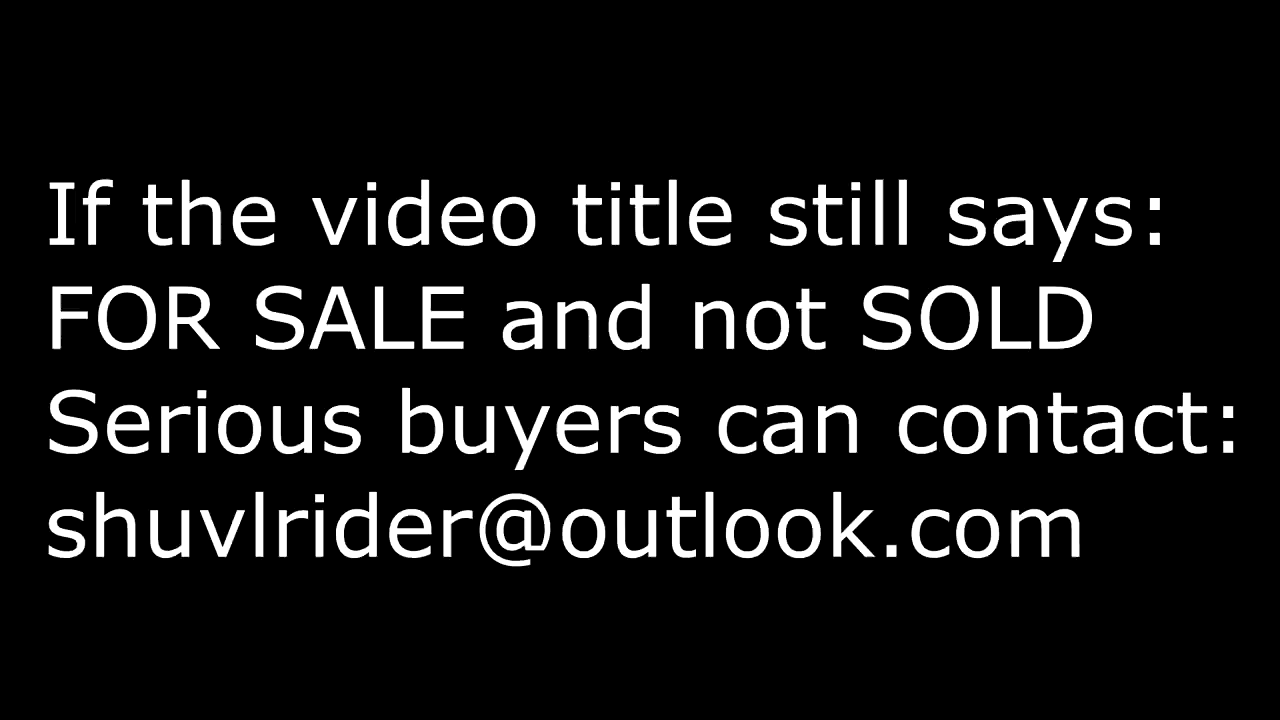 If the video title still says:
FOR SALE and not SOLD
Serious buyers can contact:
shuvlrider@outlook.com